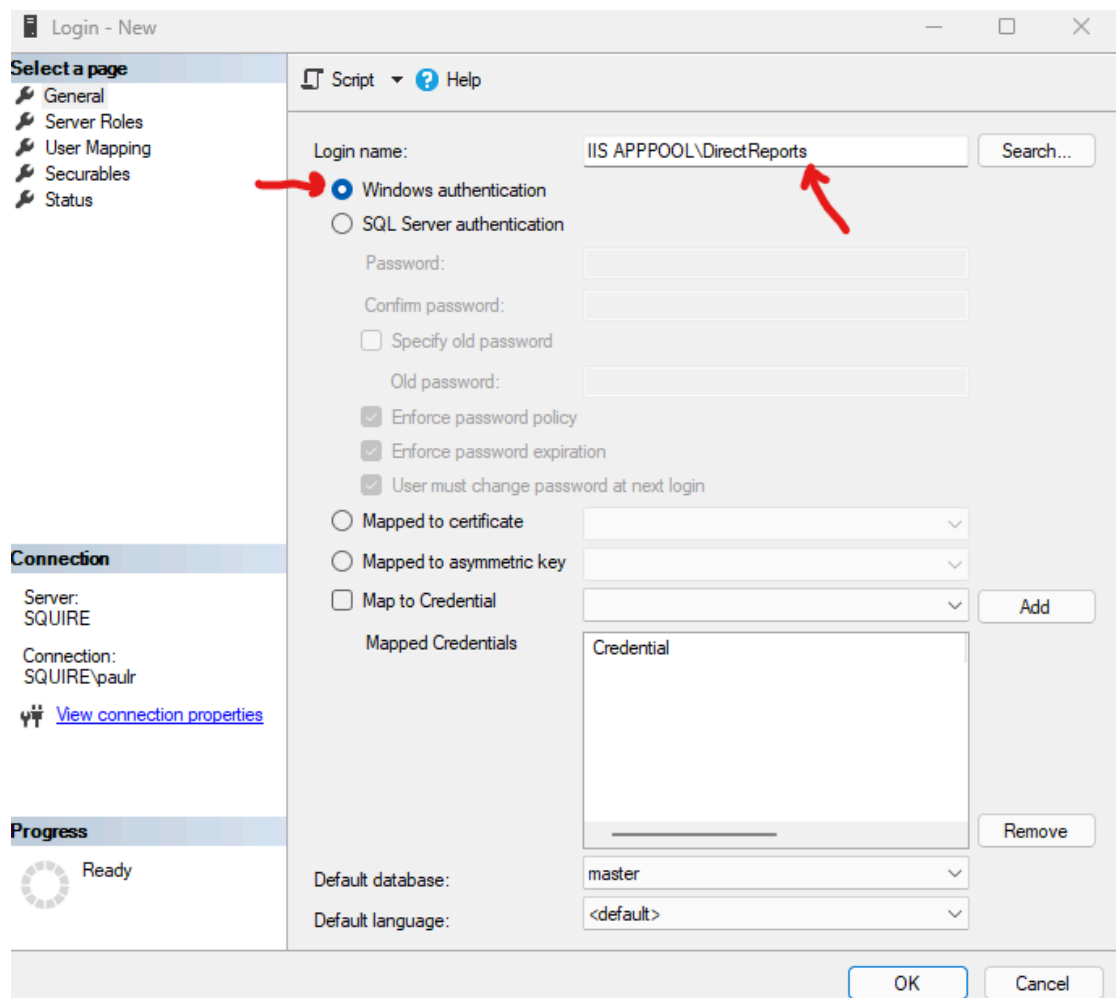 Login - New
Select a page
General
Server Roles
User Mapping
Securables
Status
Script
Help
Login name:
IIS APPPOOL\DirectReports
Search...
Windows authentication
SQL Server authentication
Password:
Confirm password:
Specify old password
Old password:
Enforce password policy
Enforce password expiration
User must change password at next login
Mapped to certificate
Mapped to asymmetric key
Map to Credential
Add
Mapped Credentials
Credential
Remove
Default database:
master
Default language:
<default>
Connection
Server:
SQUIRE
Connection:
SQUIRE\paulr
View connection properties
Progress
Ready
OK
Cancel